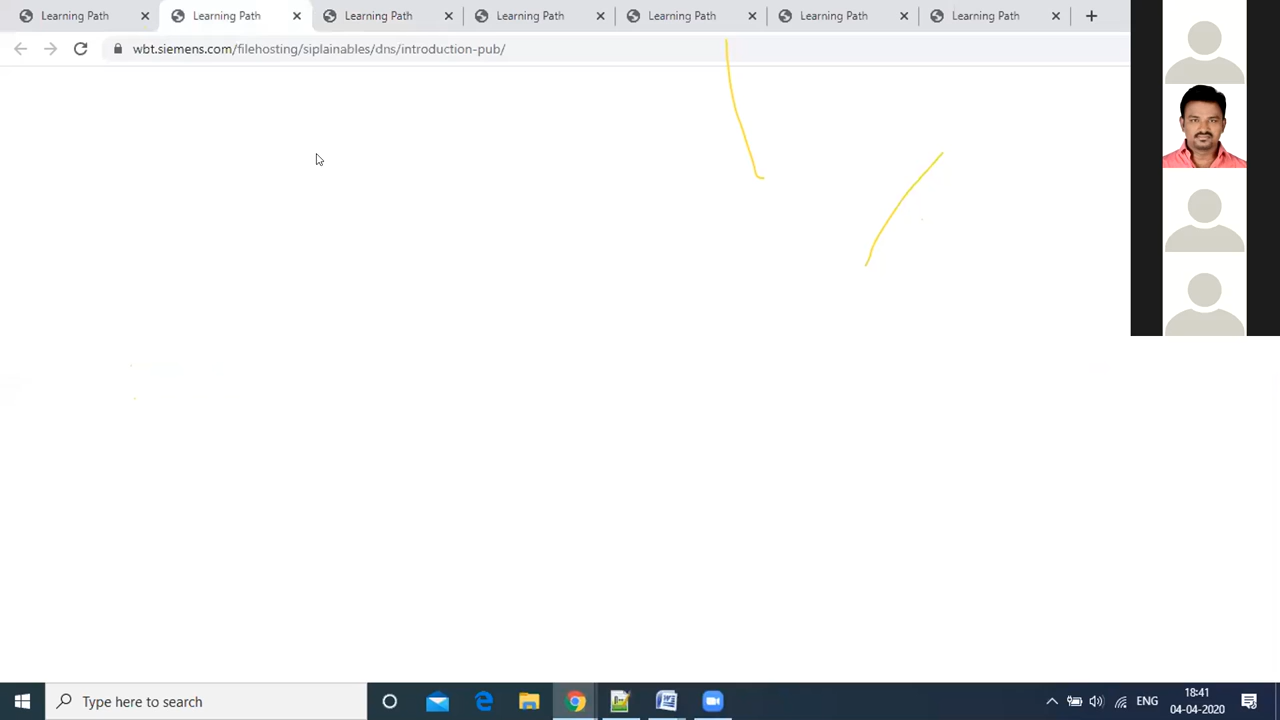 Learning Path Learning Path Learning Path Learning Path Learning Path Learning Path Learning Path
wbt.siemens.com/filehosting/siplainables/dns/introduction-pub/
Type here to search
ENG
18:41
04-04-2020